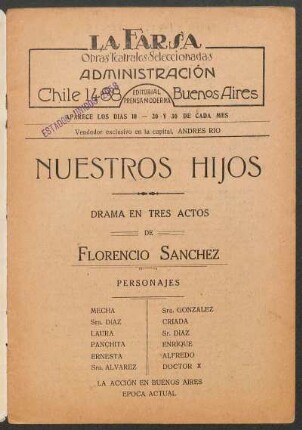 LA FARSA
Obras Teatrales Seleccionadas
ADMINISTRACIÓN
Chile 1488 EDITORIAL PRENSA MODERNA Buenos Aires
APARECE LOS DIAS 10 — 20 Y 30 DE CADA MES
Vendedor exclusivo en la capital, ANDRES RIO
NUESTROS HIJOS
DRAMA EN TRES ACTOS
DE
FLORENCIO SANCHEZ
PERSONAJES
MECHA
Sra. DIAZ
LAURA
PANCHITA
ERNESTA
Sra. ALVAREZ
Sra. GONZALEZ
CRIADA
Sr. DIAZ
ENRIQUE
ALFREDO
DOCTOR X
LA ACCIÓN EN BUENOS AIRES
EPOCA ACTUAL